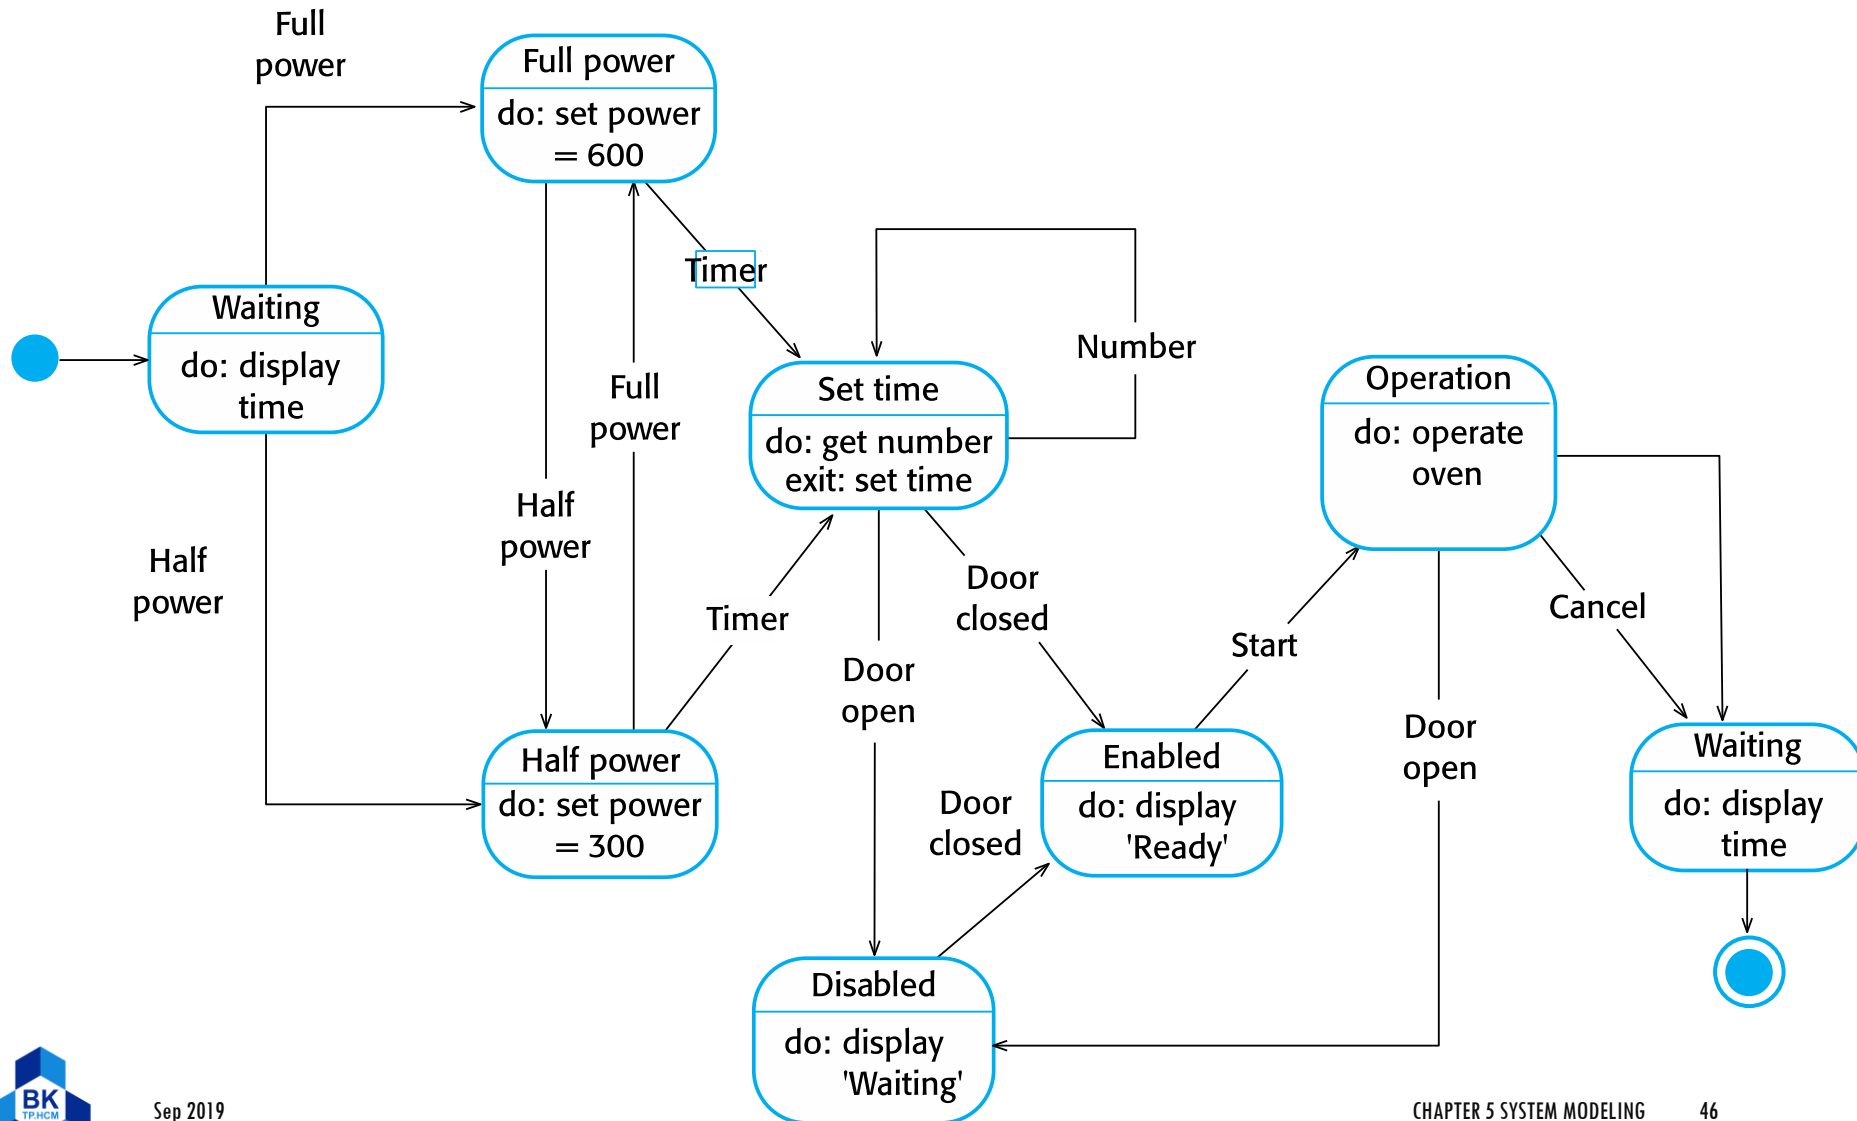 Full
power
Full power
do: set power
= 600
Timer
Waiting
do: display
time
Number
Full
power
Set time
do: get number
exit: set time
Operation
do: operate
oven
Half
power
Half
power
Timer
Door
closed
Cancel
Start
Door
open
Door
open
Half power
do: set power
= 300
Enabled
do: display
'Ready'
Door
closed
Waiting
do: display
time
Disabled
do: display
'Waiting'
BK
TP.HCM
Sep 2019
CHAPTER 5 SYSTEM MODELING
46